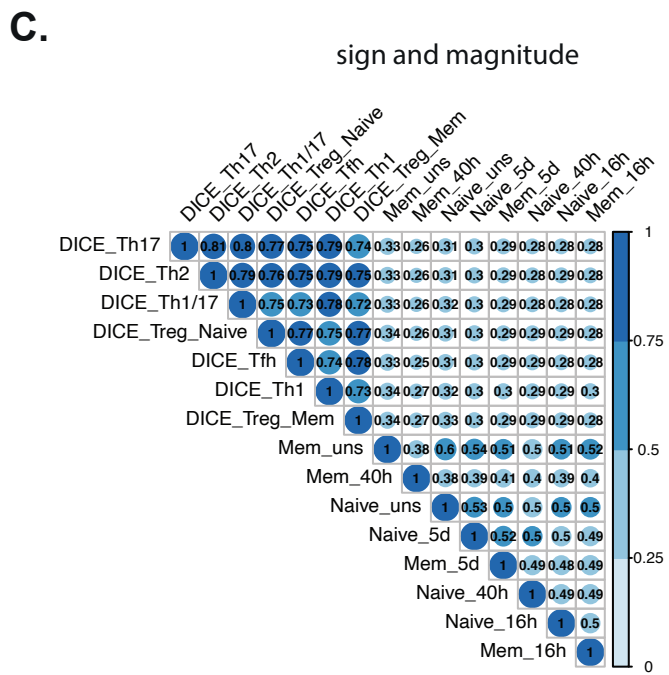 C.
sign and magnitude
DICE_Th17
DICE_Th2
DICE_Th1/17
DICE_Treg_Naive
DICE_Tfh
DICE_Th1
DICE_Treg_Mem
Mem_uns
Mem_40h
Naive_uns
Naive_5d
Mem_5d
Naive_40h
Naive_16h
Mem_16h
DICE_Th17 1 0.81 0.8 0.77 0.75 0.79 0.74 0.33 0.26 0.31 0.3 0.29 0.28 0.28 0.28
DICE_Th2 1 0.79 0.76 0.75 0.79 0.75 0.33 0.26 0.31 0.3 0.29 0.28 0.29 0.28
DICE_Th1/17 1 0.75 0.73 0.78 0.72 0.33 0.26 0.32 0.3 0.29 0.28 0.28 0.28
DICE_Treg_Naive 1 0.77 0.75 0.77 0.34 0.26 0.31 0.3 0.29 0.29 0.29 0.28
DICE_Tfh 1 0.74 0.78 0.33 0.25 0.31 0.3 0.29 0.29 0.28 0.28
DICE_Th1 1 0.73 0.34 0.27 0.32 0.3 0.3 0.29 0.29 0.3
DICE_Treg_Mem 1 0.34 0.27 0.33 0.3 0.29 0.29 0.29 0.28
Mem_uns 1 0.38 0.6 0.54 0.51 0.5 0.51 0.52
Mem_40h 1 0.38 0.39 0.41 0.4 0.39 0.4
Naive_uns 1 0.53 0.5 0.5 0.5 0.5
Naive_5d 1 0.52 0.5 0.5 0.49
Mem_5d 1 0.49 0.48 0.49
Naive_40h 1 0.49 0.49
Naive_16h 1 0.5
Mem_16h 1
1
0.75
0.5
0.25
0